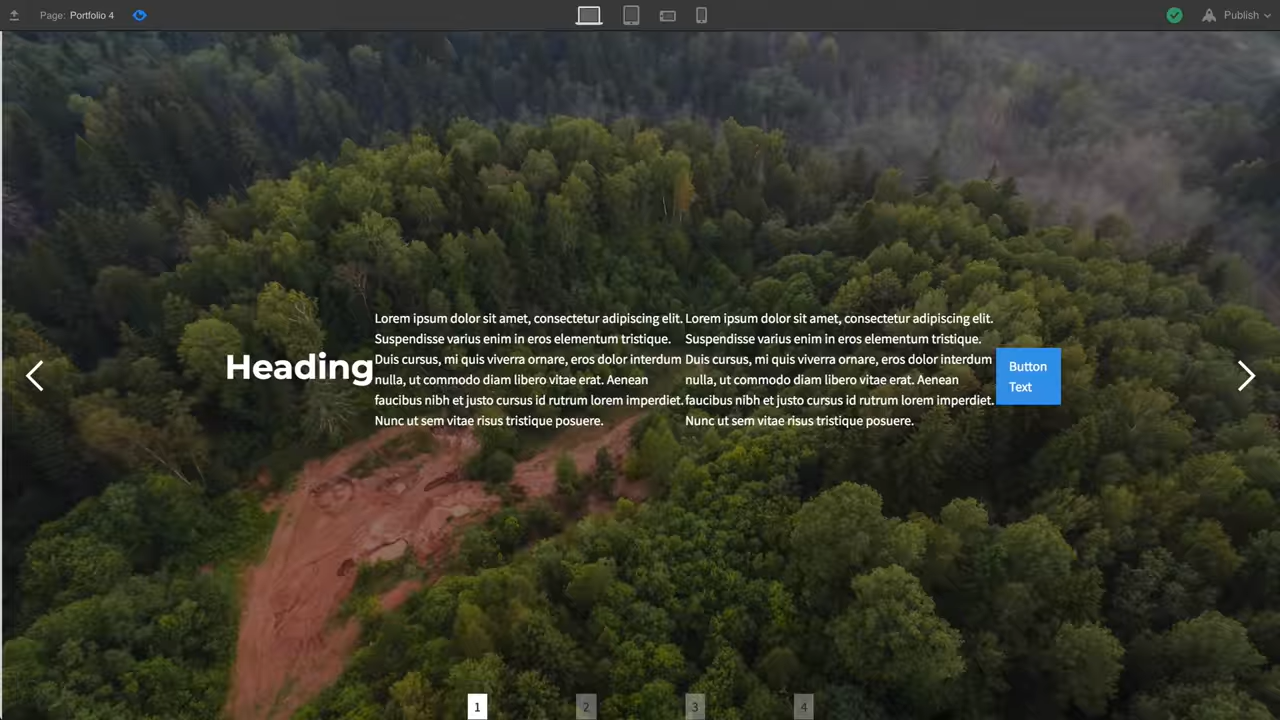 Page: Portfolio 4
Publish
Heading
Lorem ipsum dolor sit amet, consectetur adipiscing elit.
Suspendisse varius enim in eros elementum tristique.
Duis cursus, mi quis viverra ornare, eros dolor interdum
nulla, ut commodo diam libero vitae erat. Aenean
faucibus nibh et justo cursus id rutrum lorem imperdiet.
Nunc ut sem vitae risus tristique posuere.
Lorem ipsum dolor sit amet, consectetur adipiscing elit.
Suspendisse varius enim in eros elementum tristique.
Duis cursus, mi quis viverra ornare, eros dolor interdum
nulla, ut commodo diam libero vitae erat. Aenean
faucibus nibh et justo cursus id rutrum lorem imperdiet.
Nunc ut sem vitae risus tristique posuere.
Button
Text
1
2
3
4